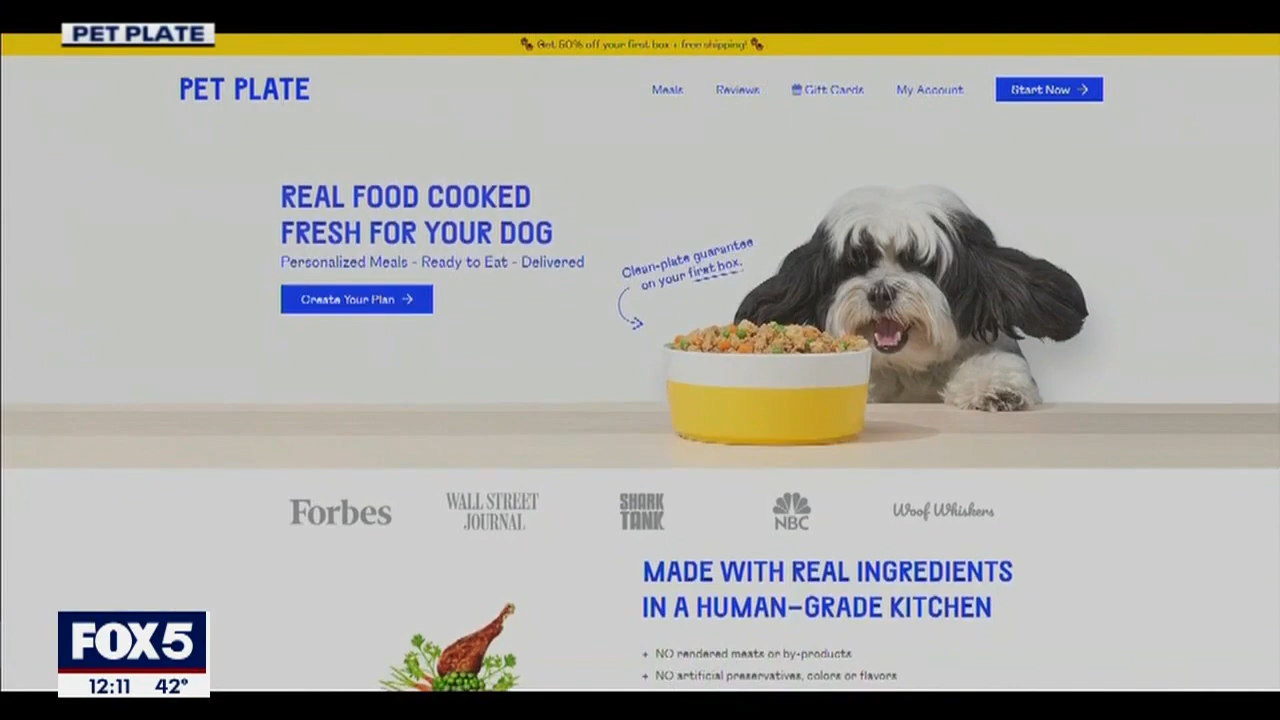 PET PLATE
Get 50% off your first box + free shipping!
PET PLATE
Meals
Reviews
Gift Cards
My Account
Start Now →
REAL FOOD COOKED
FRESH FOR YOUR DOG
Personalized Meals - Ready to Eat - Delivered
Create Your Plan →
Clean-plate guarantee
on your first box.
Forbes
WALL STREET
JOURNAL
SHARK
TANK
NBC
Woof Whiskers
MADE WITH REAL INGREDIENTS
IN A HUMAN-GRADE KITCHEN
+ NO rendered meats or by-products
+ NO artificial preservatives, colors or flavors
FOX5
12:11 42°